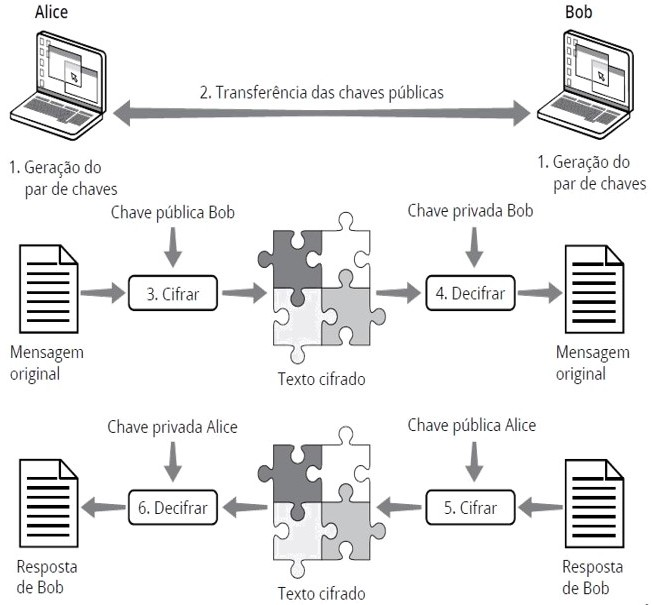 Alice
Bob
2. Transferência das chaves públicas
1. Geração do
par de chaves
1. Geração do
par de chaves
Chave pública Bob
Chave privada Bob
3. Cifrar
4. Decifrar
Mensagem
original
Texto cifrado
Mensagem
original
Chave privada Alice
Chave pública Alice
6. Decifrar
5. Cifrar
Resposta
de Bob
Texto cifrado
Resposta
de Bob